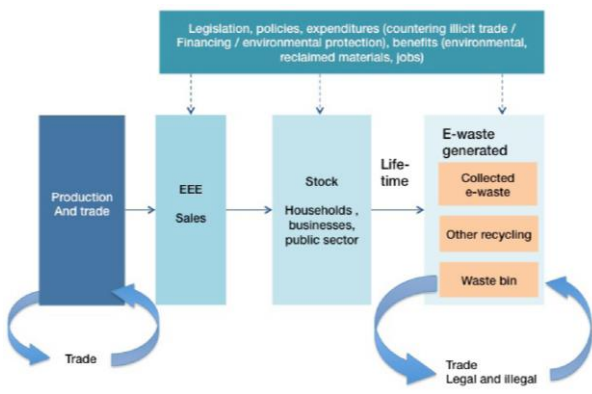 Legislation, policies, expenditures (countering illicit trade /
Financing / environmental protection), benefits (environmental,
reclaimed materials, jobs)
Production
And trade
EEE
Sales
Stock
Households ,
businesses,
public sector
Life-
time
E-waste
generated
Collected
e-waste
Other recycling
Waste bin
Trade
Trade
Legal and illegal